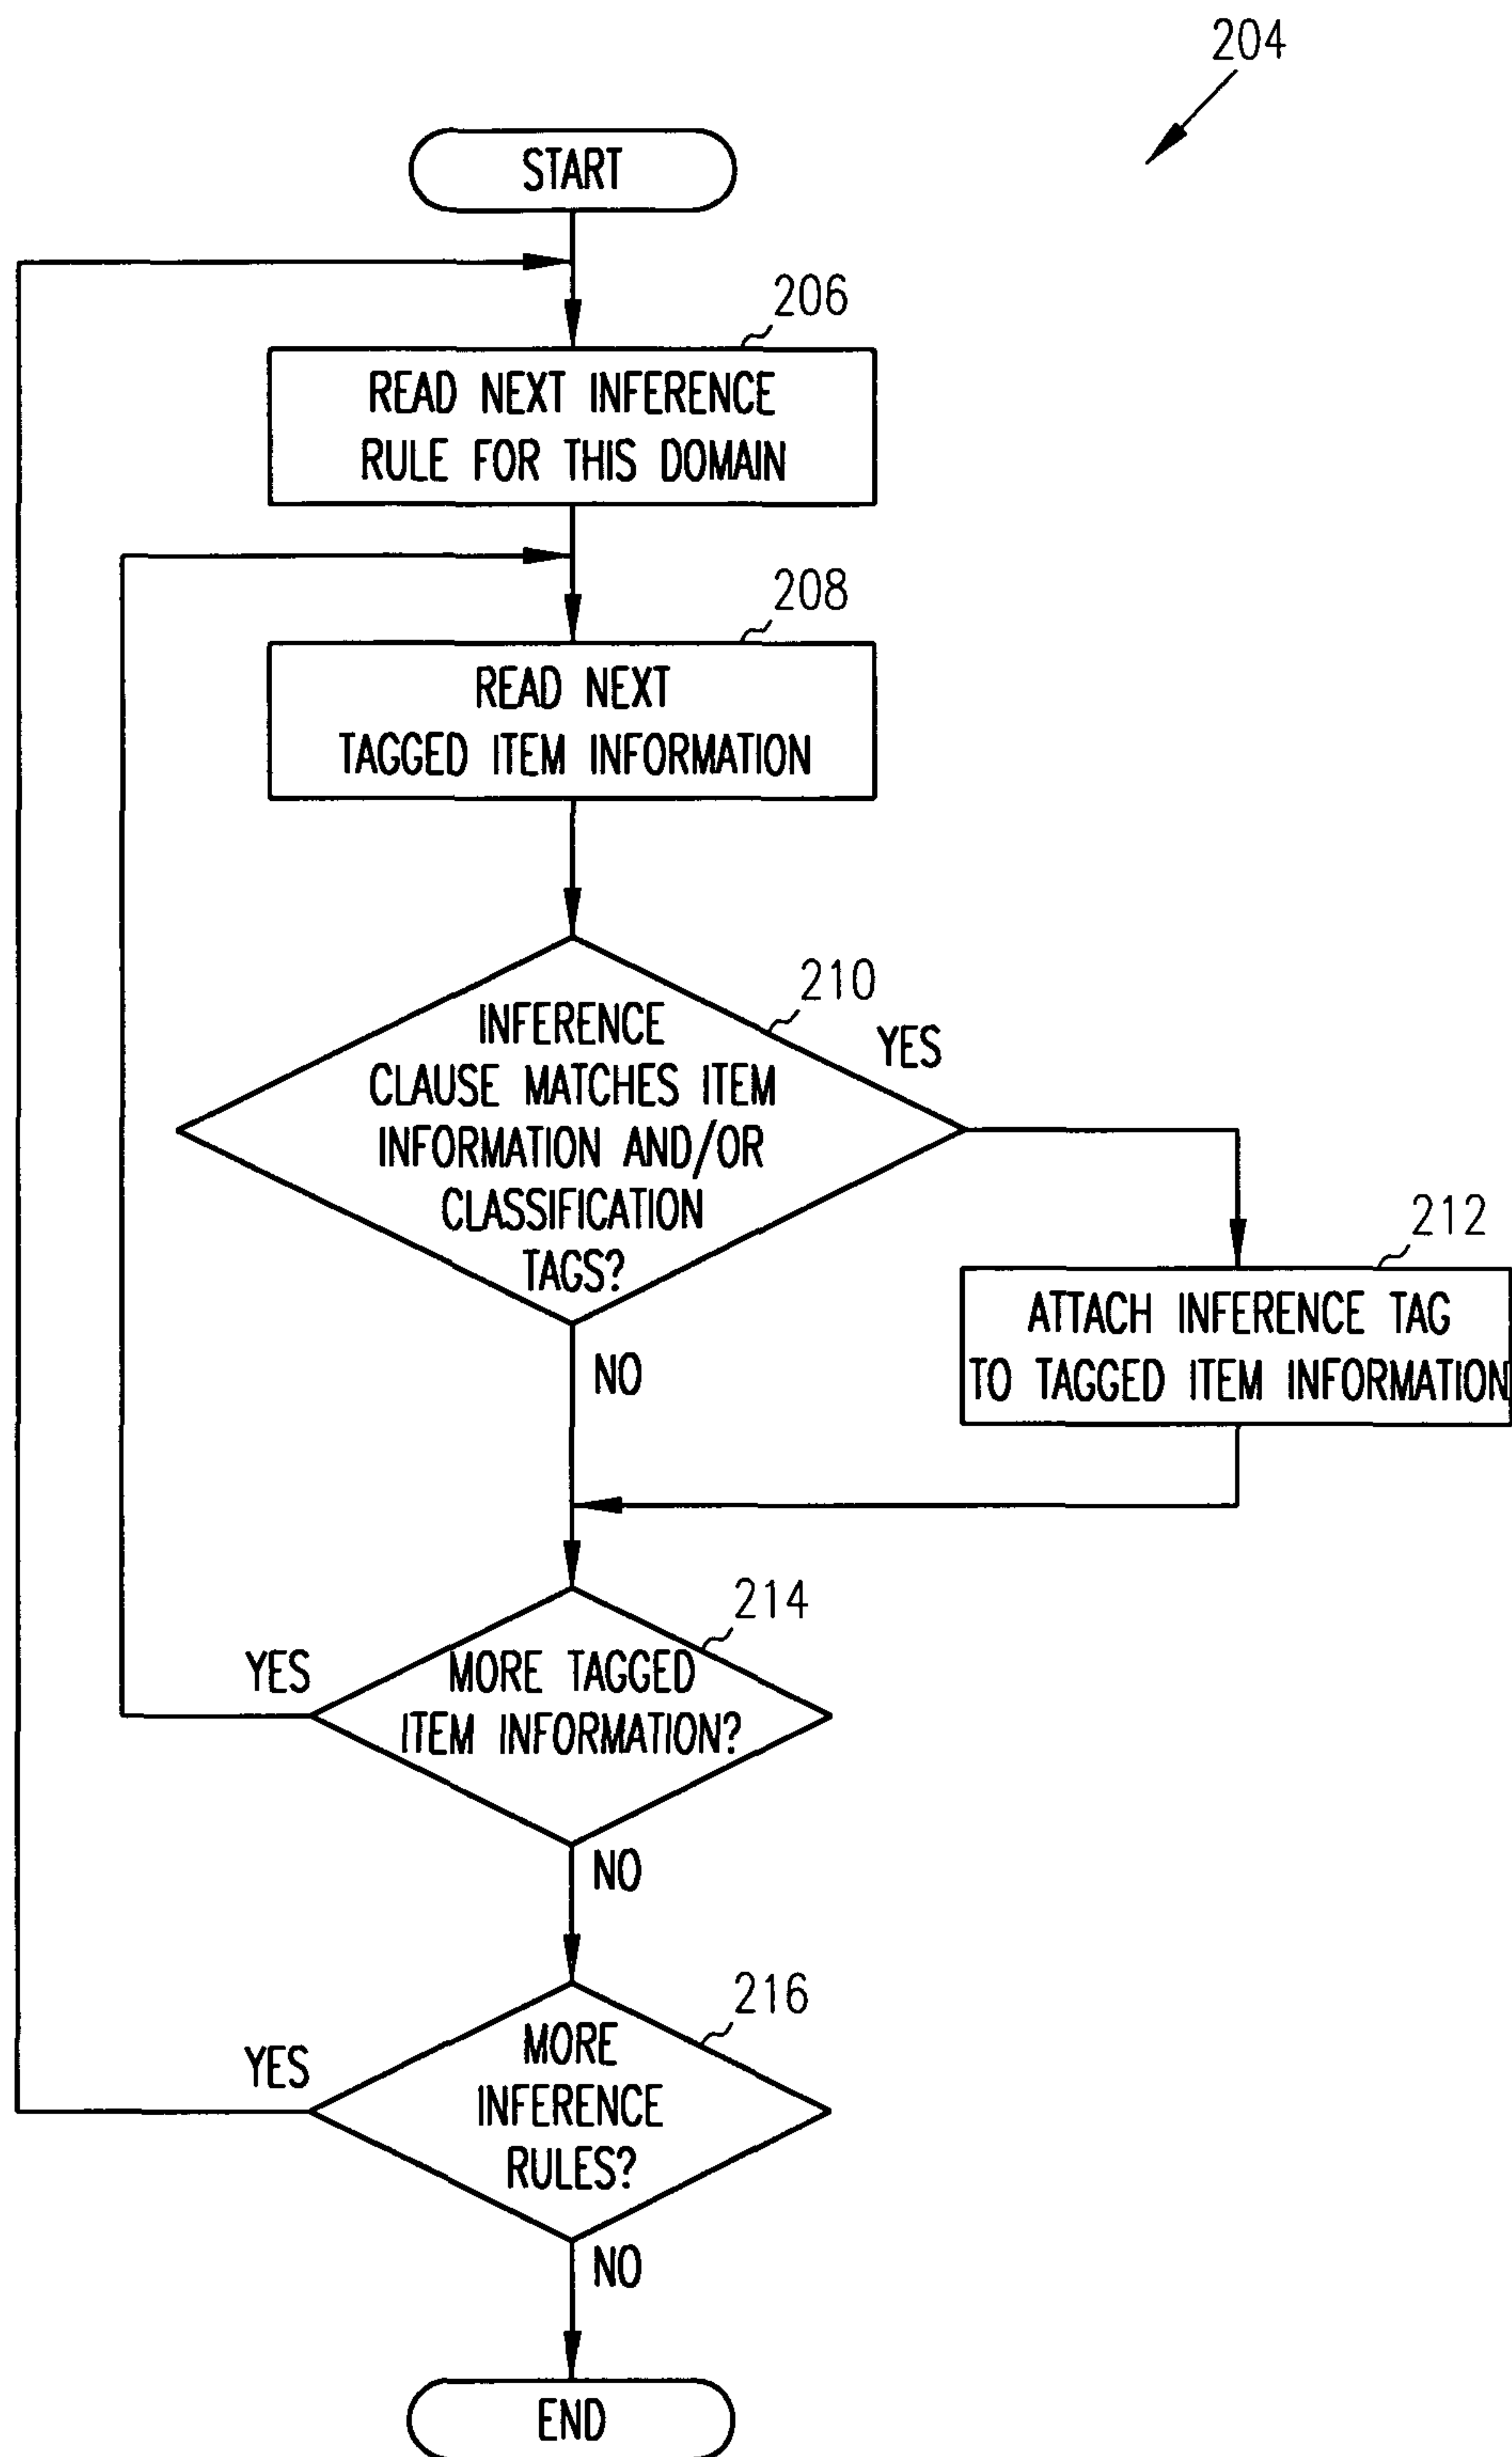 204
START
206
READ NEXT INFERENCE
RULE FOR THIS DOMAIN
208
READ NEXT
TAGGED ITEM INFORMATION
210
INFERENCE
CLAUSE MATCHES ITEM
INFORMATION AND/OR
CLASSIFICATION
TAGS?
YES
212
ATTACH INFERENCE TAG
TO TAGGED ITEM INFORMATION
NO
214
MORE TAGGED
ITEM INFORMATION?
YES
NO
216
MORE
INFERENCE
RULES?
YES
NO
END